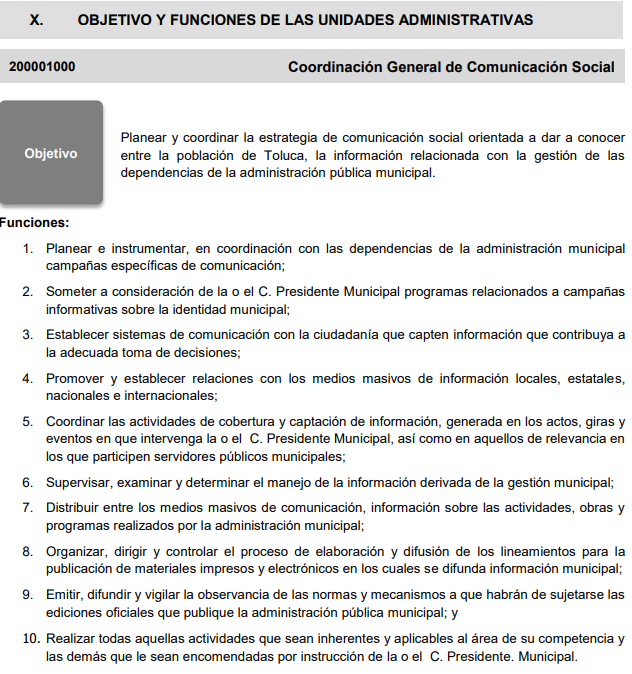 X. OBJETIVO Y FUNCIONES DE LAS UNIDADES ADMINISTRATIVAS
200001000 Coordinación General de Comunicación Social
Objetivo
Planear y coordinar la estrategia de comunicación social orientada a dar a conocer
entre la población de Toluca, la información relacionada con la gestión de las
dependencias de la administración pública municipal.
Funciones:
1. Planear e instrumentar, en coordinación con las dependencias de la administración municipal
campañas específicas de comunicación;
2. Someter a consideración de la o el C. Presidente Municipal programas relacionados a campañas
informativas sobre la identidad municipal;
3. Establecer sistemas de comunicación con la ciudadanía que capten información que contribuya a
la adecuada toma de decisiones;
4. Promover y establecer relaciones con los medios masivos de información locales, estatales,
nacionales e internacionales;
5. Coordinar las actividades de cobertura y captación de información, generada en los actos, giras y
eventos en que intervenga la o el C. Presidente Municipal, así como en aquellos de relevancia en
los que participen servidores públicos municipales;
6. Supervisar, examinar y determinar el manejo de la información derivada de la gestión municipal;
7. Distribuir entre los medios masivos de comunicación, información sobre las actividades, obras y
programas realizados por la administración municipal;
8. Organizar, dirigir y controlar el proceso de elaboración y difusión de los lineamientos para la
publicación de materiales impresos y electrónicos en los cuales se difunda información municipal;
9. Emitir, difundir y vigilar la observancia de las normas y mecanismos a que habrán de sujetarse las
ediciones oficiales que publique la administración pública municipal; y
10. Realizar todas aquellas actividades que sean inherentes y aplicables al área de su competencia y
las demás que le sean encomendadas por instrucción de la o el C. Presidente. Municipal.